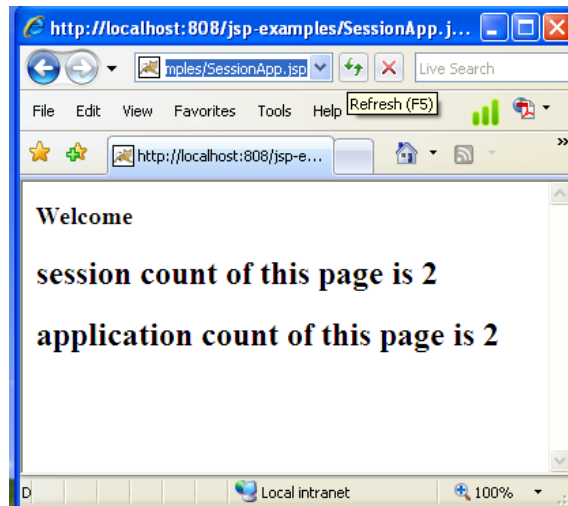 http://localhost:808/jsp-examples/SessionApp.j...
mples/SessionApp.jsp
Live Search
File Edit View Favorites Tools Help
Refresh (F5)
http://localhost:808/jsp-e...
»
Welcome
session count of this page is 2
application count of this page is 2
D
Local intranet
100%